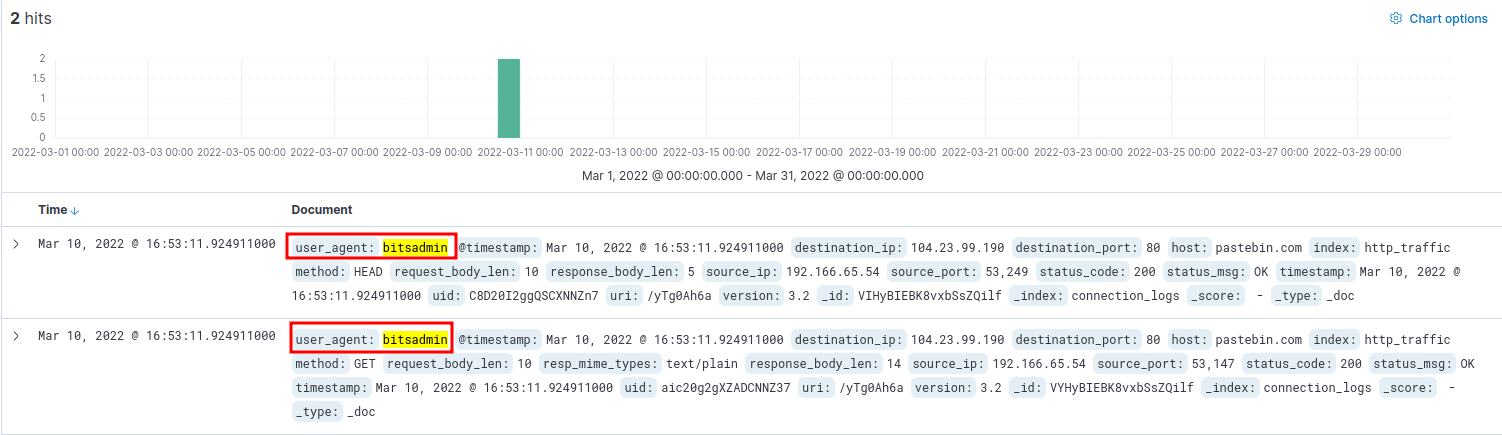 2 hits
Chart options
2
1.5
1
0.5
0
2022-03-01 00:00 2022-03-03 00:00 2022-03-05 00:00 2022-03-07 00:00 2022-03-09 00:00 2022-03-11 00:00 2022-03-13 00:00 2022-03-15 00:00 2022-03-17 00:00 2022-03-19 00:00 2022-03-21 00:00 2022-03-23 00:00 2022-03-25 00:00 2022-03-27 00:00 2022-03-29 00:00
Mar 1, 2022 @ 00:00:00.000 - Mar 31, 2022 @ 00:00:00.000
Time Document
Mar 10, 2022 @ 16:53:11.924911000 user_agent: bitsadmin @timestamp: Mar 10, 2022 @ 16:53:11.924911000 destination_ip: 104.23.99.190 destination_port: 80 host: pastebin.com index: http_traffic
method: HEAD request_body_len: 10 response_body_len: 5 source_ip: 192.166.65.54 source_port: 53,249 status_code: 200 status_msg: OK timestamp: Mar 10, 2022 @
16:53:11.924911000 uid: C8D20I2ggQSCXNNZn7 uri: /yTg0Ah6a version: 3.2 _id: VIHyBIEBK8vxbSsZQilf _index: connection_logs _score: - _type: _doc
Mar 10, 2022 @ 16:53:11.924911000 user_agent: bitsadmin @timestamp: Mar 10, 2022 @ 16:53:11.924911000 destination_ip: 104.23.99.190 destination_port: 80 host: pastebin.com index: http_traffic
method: GET request_body_len: 10 resp_mime_types: text/plain response_body_len: 14 source_ip: 192.166.65.54 source_port: 53,147 status_code: 200 status_msg: OK
timestamp: Mar 10, 2022 @ 16:53:11.924911000 uid: aic20g2gXZADCNNZ37 uri: /yTg0Ah6a version: 3.2 _id: VYHyBIEBK8vxbSsZQilf _index: connection_logs _score: -
_type: _doc